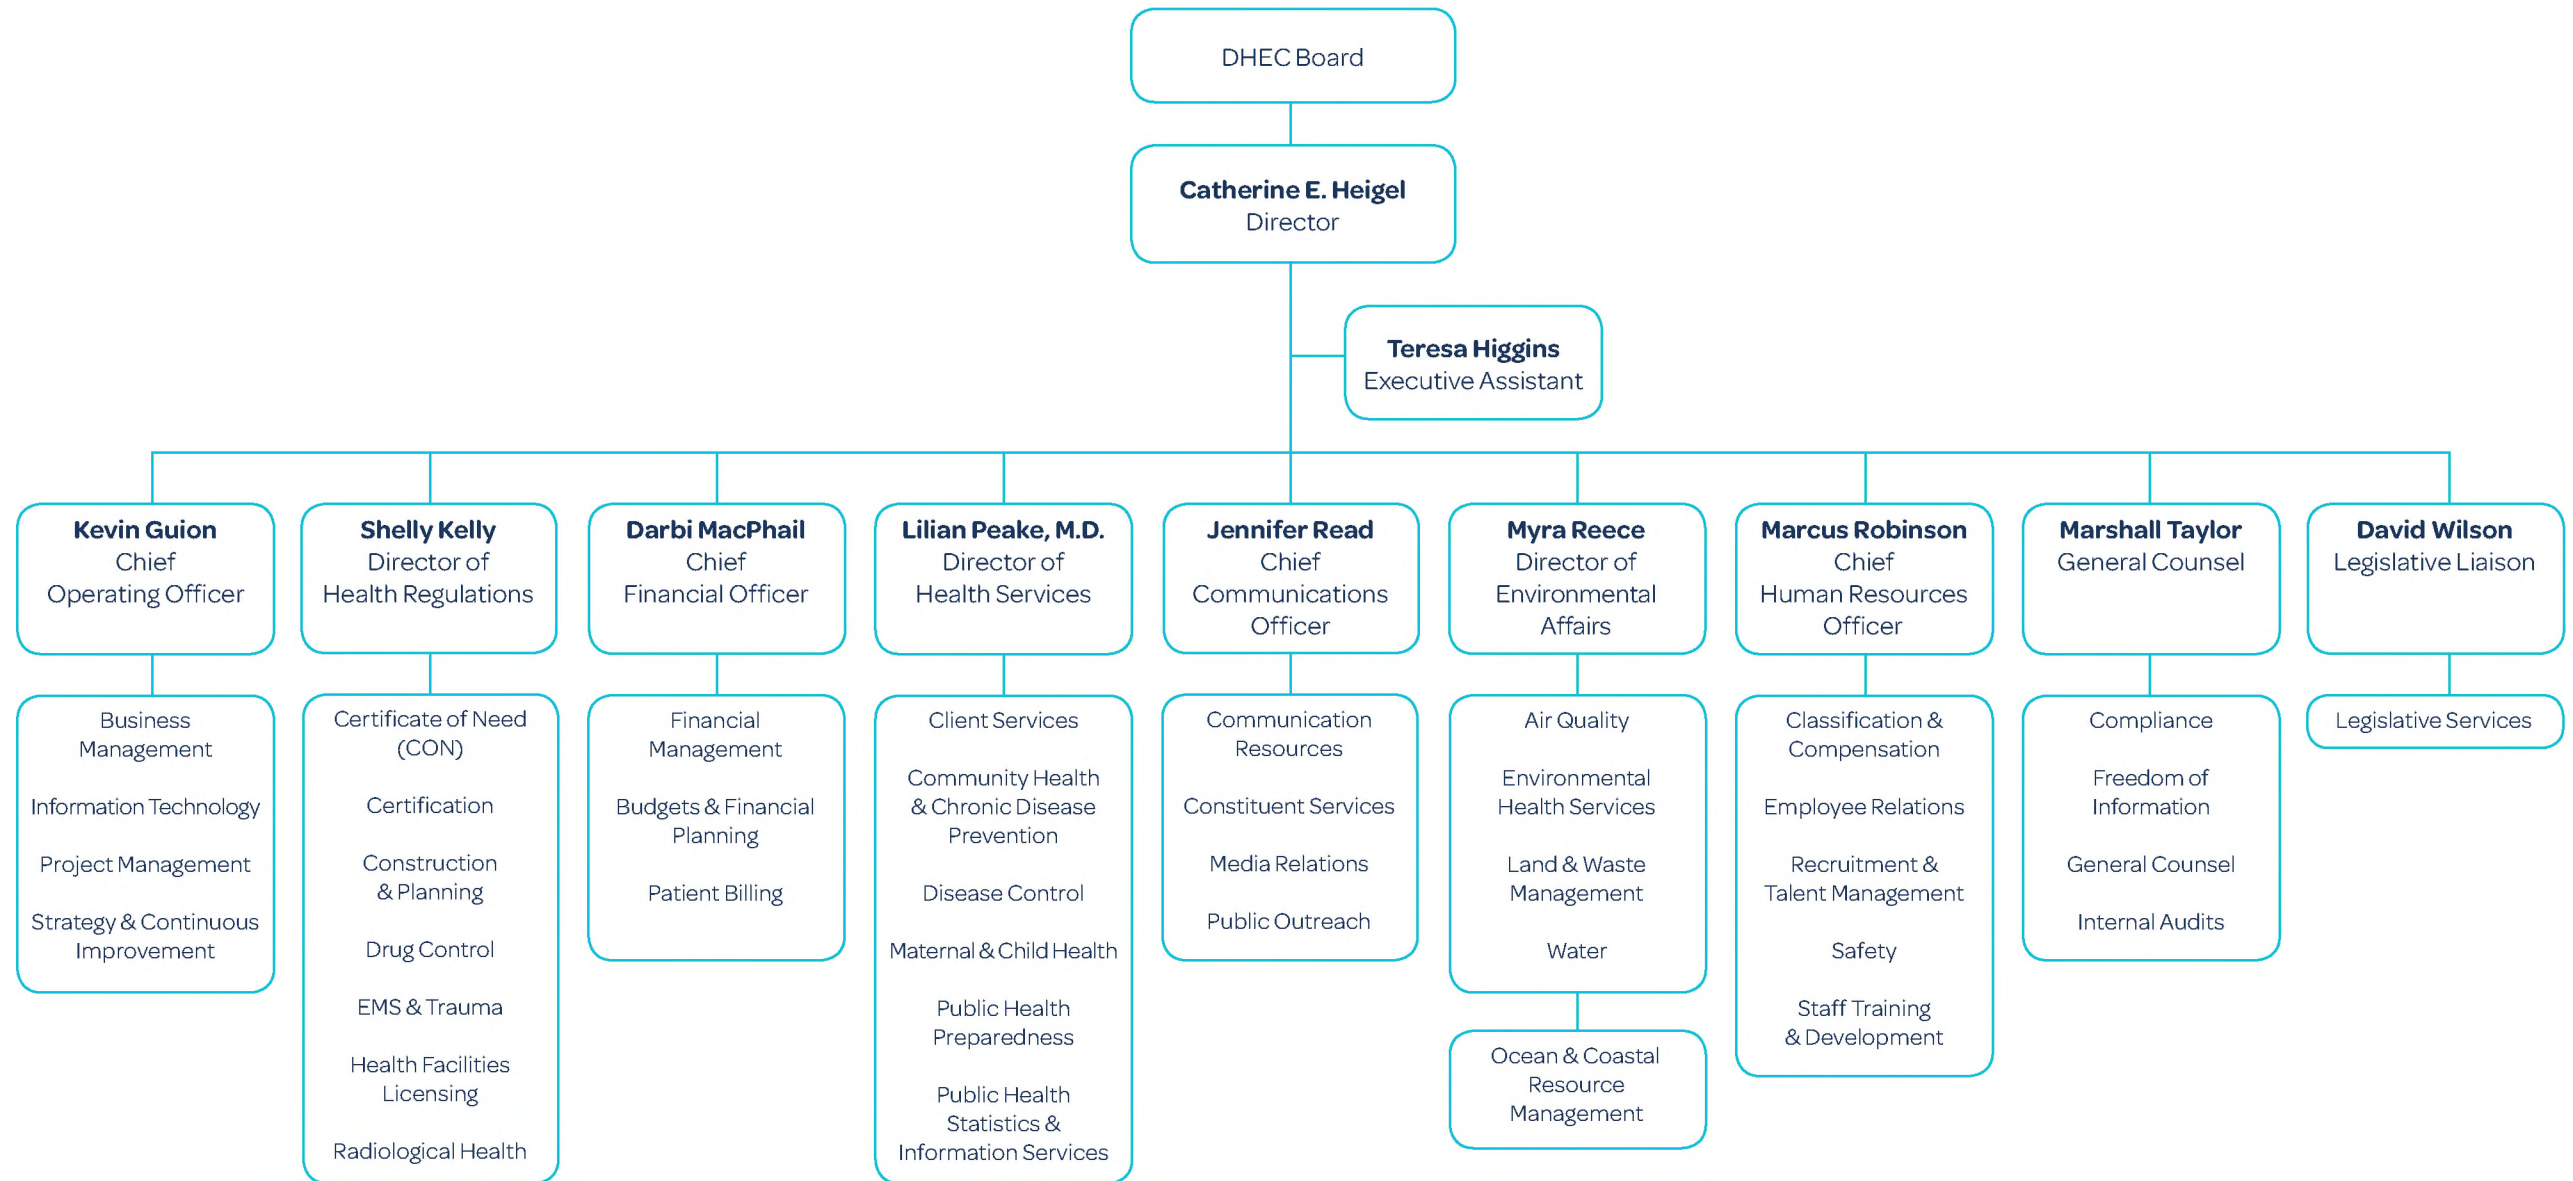 DHEC Board
Catherine E. Heigel
Director
Teresa Higgins
Executive Assistant
Kevin Guion
Chief
Operating Officer
Shelly Kelly
Director of
Health Regulations
Darbi MacPhail
Chief
Financial Officer
Lilian Peake, M.D.
Director of
Health Services
Jennifer Read
Chief
Communications
Officer
Myra Reece
Director of
Environmental
Affairs
Marcus Robinson
Chief
Human Resources
Officer
Marshall Taylor
General Counsel
David Wilson
Legislative Liaison
Business
Management
Information Technology
Project Management
Strategy & Continuous
Improvement
Certificate of Need
(CON)
Certification
Construction
& Planning
Drug Control
EMS & Trauma
Health Facilities
Licensing
Radiological Health
Financial
Management
Budgets & Financial
Planning
Patient Billing
Client Services
Community Health
& Chronic Disease
Prevention
Disease Control
Maternal & Child Health
Public Health
Preparedness
Public Health
Statistics &
Information Services
Communication
Resources
Constituent Services
Media Relations
Public Outreach
Air Quality
Environmental
Health Services
Land & Waste
Management
Water
Ocean & Coastal
Resource
Management
Classification &
Compensation
Employee Relations
Recruitment &
Talent Management
Safety
Staff Training
& Development
Compliance
Freedom of
Information
General Counsel
Internal Audits
Legislative Services